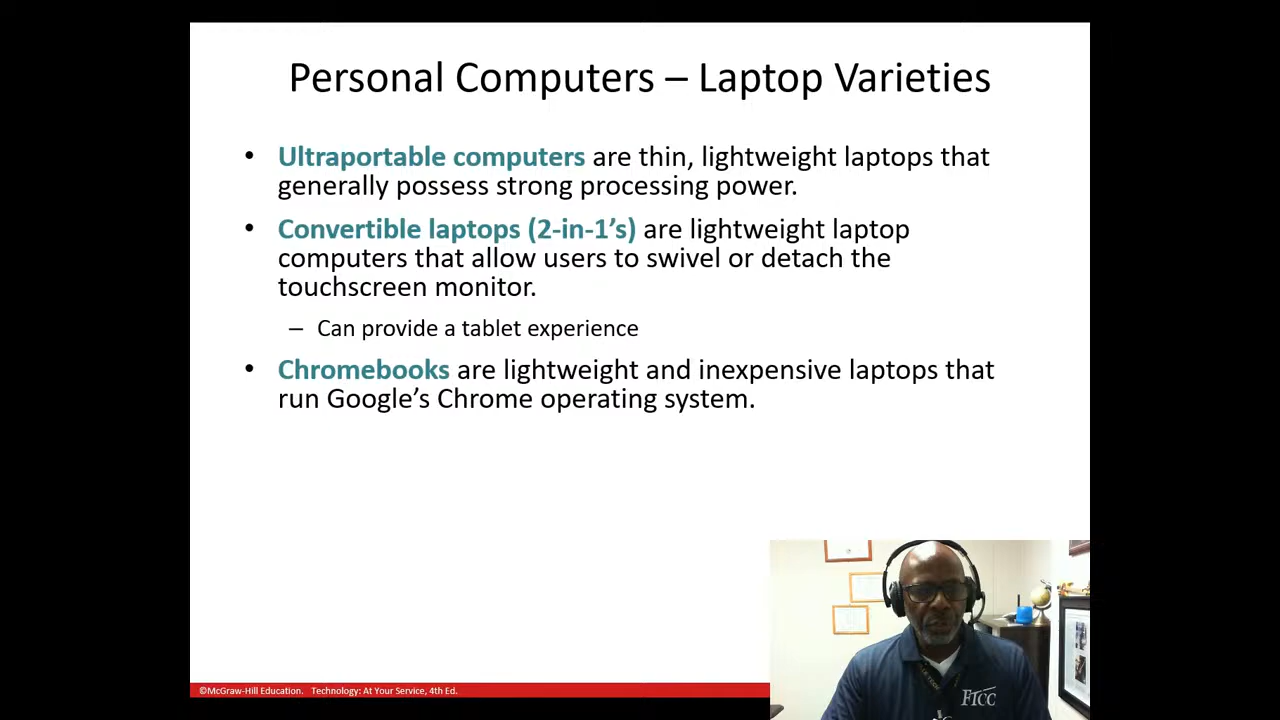 Personal Computers – Laptop Varieties
• Ultraportable computers are thin, lightweight laptops that
generally possess strong processing power.
• Convertible laptops (2-in-1’s) are lightweight laptop
computers that allow users to swivel or detach the
touchscreen monitor.
– Can provide a tablet experience
• Chromebooks are lightweight and inexpensive laptops that
run Google’s Chrome operating system.
©McGraw-Hill Education. Technology: At Your Service, 4th Ed.
FTCC